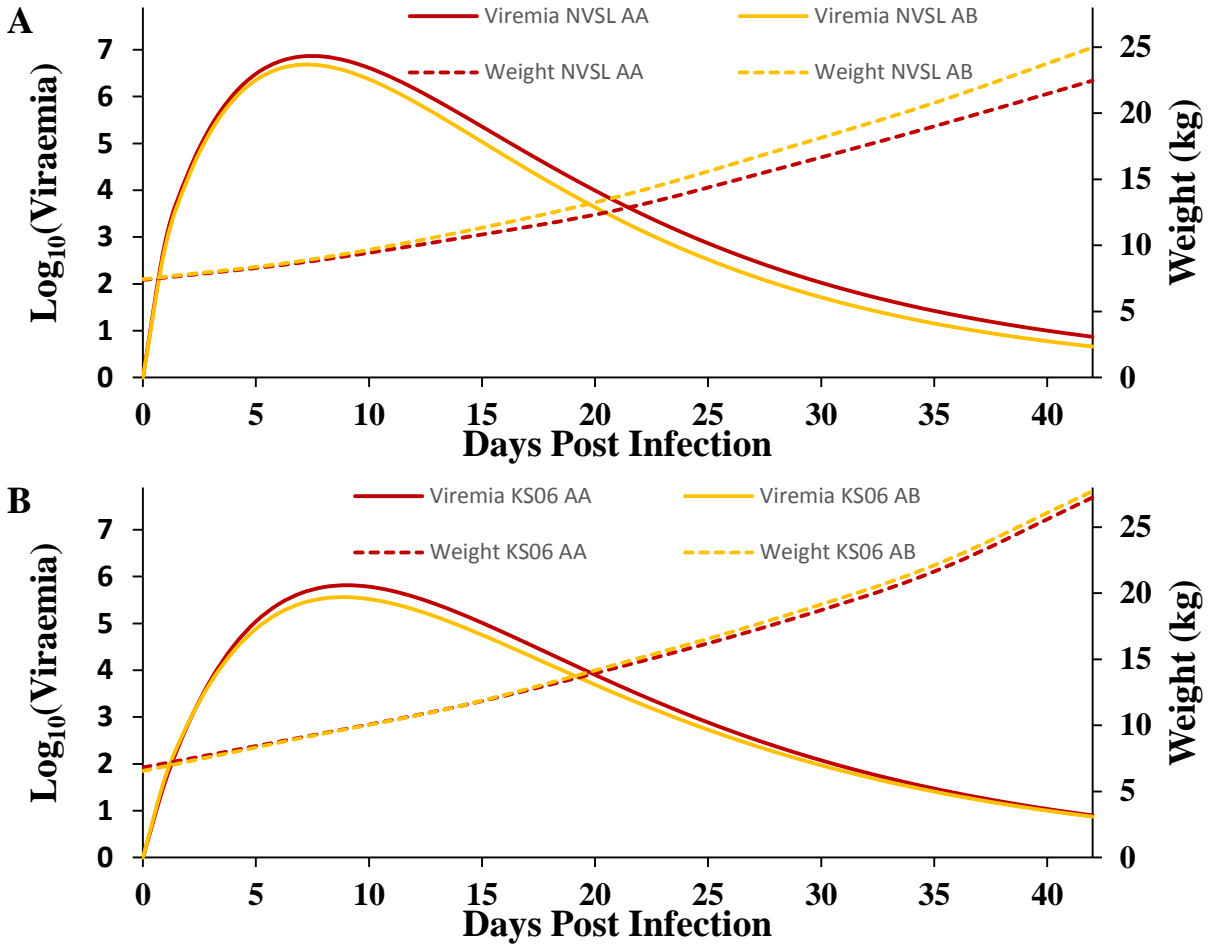 A
Viremia NVSL AA
Viremia NVSL AB
Weight NVSL AA
Weight NVSL AB
Log10(Viraemia)
7
6
5
4
3
2
1
0
25
20
15
10
5
0
Weight (kg)
0 5 10 15 20 25 30 35 40
Days Post Infection
B
Viremia KS06 AA
Viremia KS06 AB
Weight KS06 AA
Weight KS06 AB
Log10(Viraemia)
7
6
5
4
3
2
1
0
25
20
15
10
5
0
Weight (kg)
0 5 10 15 20 25 30 35 40
Days Post Infection